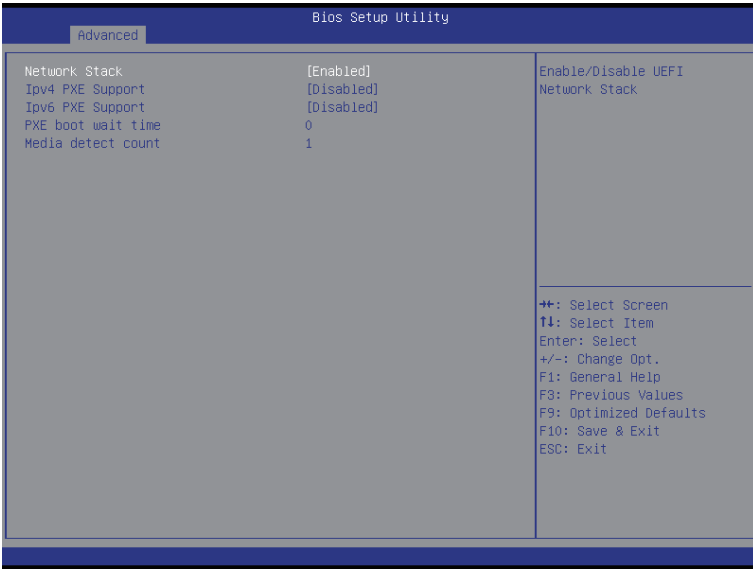 Bios Setup Utility
Advanced
Network Stack [Enabled]
Ipv4 PXE Support [Disabled]
Ipv6 PXE Support [Disabled]
PXE boot wait time 0
Media detect count 1
Enable/Disable UEFI
Network Stack
→←: Select Screen
↑↓: Select Item
Enter: Select
+/-: Change Opt.
F1: General Help
F3: Previous Values
F9: Optimized Defaults
F10: Save & Exit
ESC: Exit